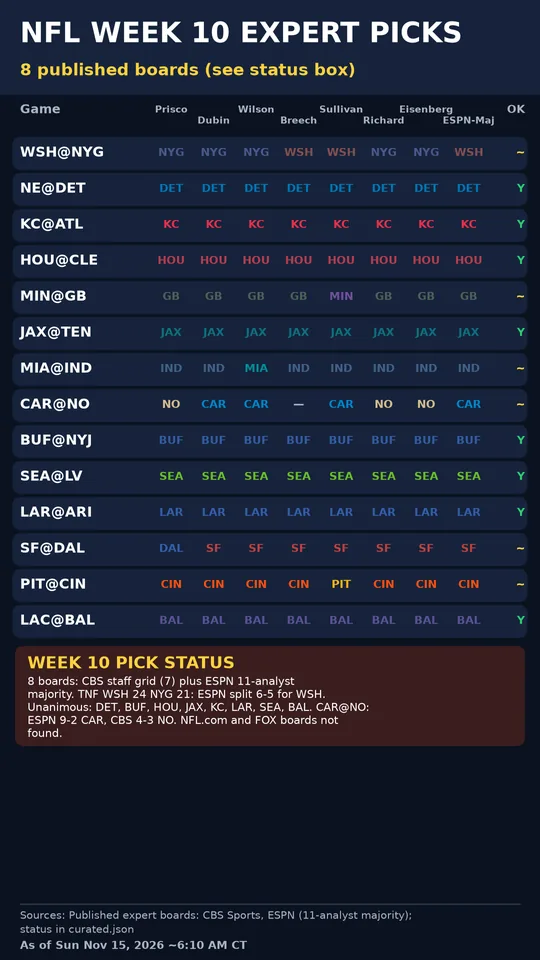 NFL WEEK 10 EXPERT PICKS
8 published boards (see status box)
Game Prisco Dubin Wilson Breech Sullivan Richard Eisenberg ESPN-Maj OK
WSH@NYG NYG NYG NYG WSH WSH NYG NYG WSH ~
NE@DET DET DET DET DET DET DET DET DET Y
KC@ATL KC KC KC KC KC KC KC KC Y
HOU@CLE HOU HOU HOU HOU HOU HOU HOU HOU Y
MIN@GB GB GB GB GB MIN GB GB GB ~
JAX@TEN JAX JAX JAX JAX JAX JAX JAX JAX Y
MIA@IND IND IND MIA IND IND IND IND IND ~
CAR@NO NO CAR CAR — CAR NO NO CAR ~
BUF@NYJ BUF BUF BUF BUF BUF BUF BUF BUF Y
SEA@LV SEA SEA SEA SEA SEA SEA SEA SEA Y
LAR@ARI LAR LAR LAR LAR LAR LAR LAR LAR Y
SF@DAL DAL SF SF SF SF SF SF SF ~
PIT@CIN CIN CIN CIN CIN PIT CIN CIN CIN ~
LAC@BAL BAL BAL BAL BAL BAL BAL BAL BAL Y
WEEK 10 PICK STATUS
8 boards: CBS staff grid (7) plus ESPN 11-analyst
majority. TNF WSH 24 NYG 21: ESPN split 6-5 for WSH.
Unanimous: DET, BUF, HOU, JAX, KC, LAR, SEA, BAL. CAR@NO:
ESPN 9-2 CAR, CBS 4-3 NO. NFL.com and FOX boards not
found.
Sources: Published expert boards: CBS Sports, ESPN (11-analyst majority);
status in curated.json
As of Sun Nov 15, 2026 ~6:10 AM CT